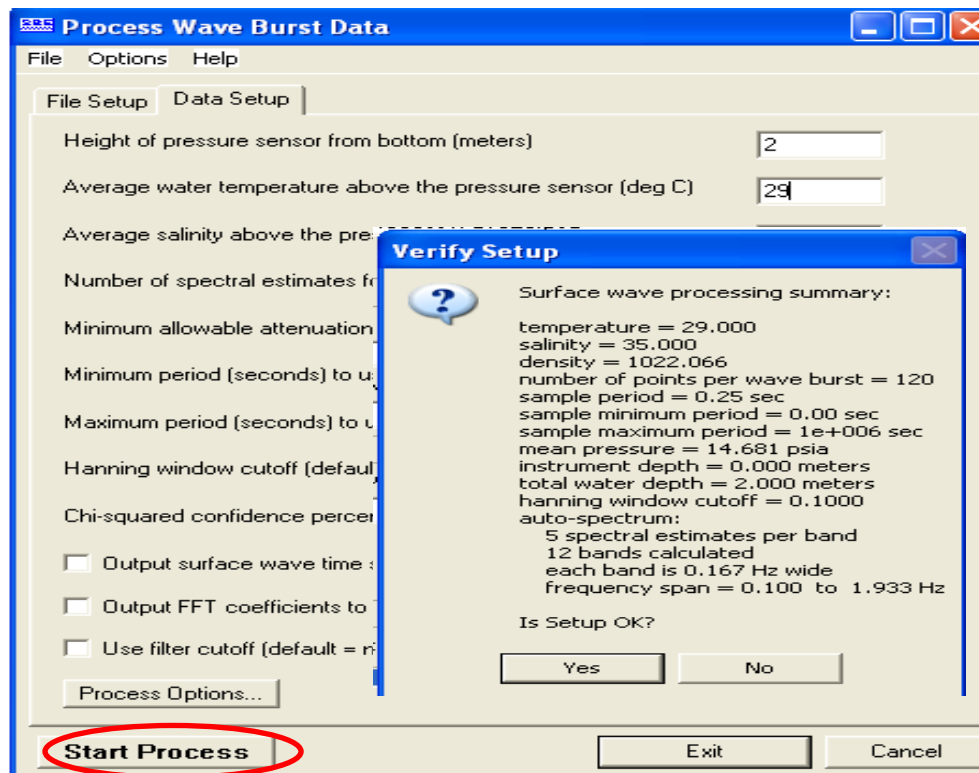 Process Wave Burst Data
File Options Help
File Setup Data Setup
Height of pressure sensor from bottom (meters) 2
Average water temperature above the pressure sensor (deg C) 29
Average salinity above the
Number of spectral estimates
Minimum allowable attenuation
Minimum period (seconds) to
Maximum period (seconds) to
Hanning window cutoff
Chi-squared confidence
Output surface wave time
Output FFT coefficients to
Use filter cutoff (default =
Process Options...
Start Process Exit Cancel
Verify Setup
Surface wave processing summary:
temperature = 29.000
salinity = 35.000
density = 1022.066
number of points per wave burst = 120
sample period = 0.25 sec
sample minimum period = 0.00 sec
sample maximum period = 1e+006 sec
mean pressure = 14.681 psia
instrument depth = 0.000 meters
total water depth = 2.000 meters
hanning window cutoff = 0.1000
auto-spectrum:
5 spectral estimates per band
12 bands calculated
each band is 0.167 Hz wide
frequency span = 0.100 to 1.933 Hz
Is Setup OK?
Yes No